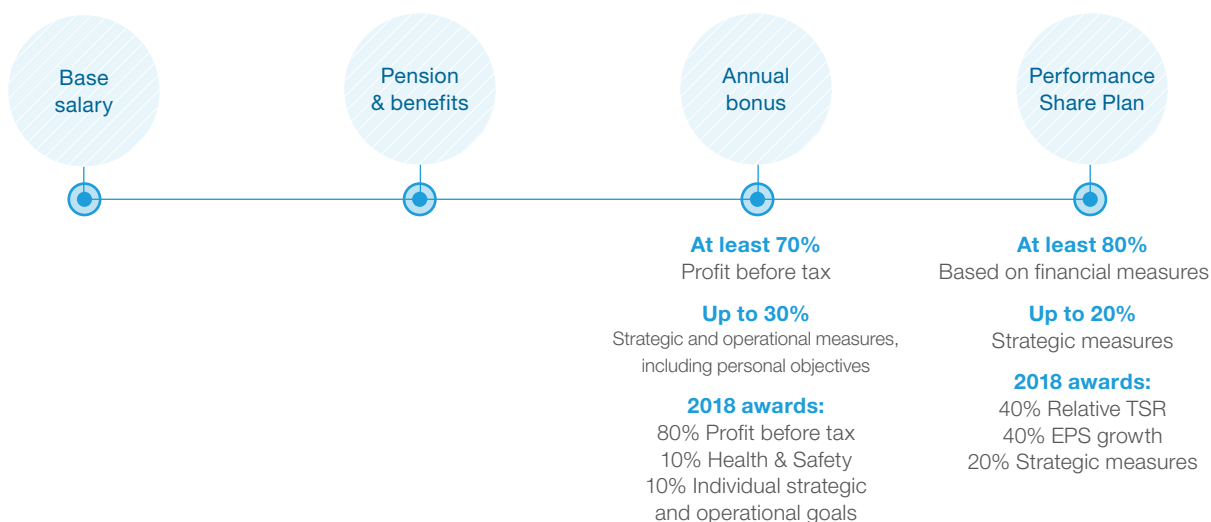 Base
salary
Pension
& benefits
Annual
bonus
Performance
Share Plan
At least 70%
Profit before tax
Up to 30%
Strategic and operational measures,
including personal objectives
2018 awards:
80% Profit before tax
10% Health & Safety
10% Individual strategic
and operational goals
At least 80%
Based on financial measures
Up to 20%
Strategic measures
2018 awards:
40% Relative TSR
40% EPS growth
20% Strategic measures